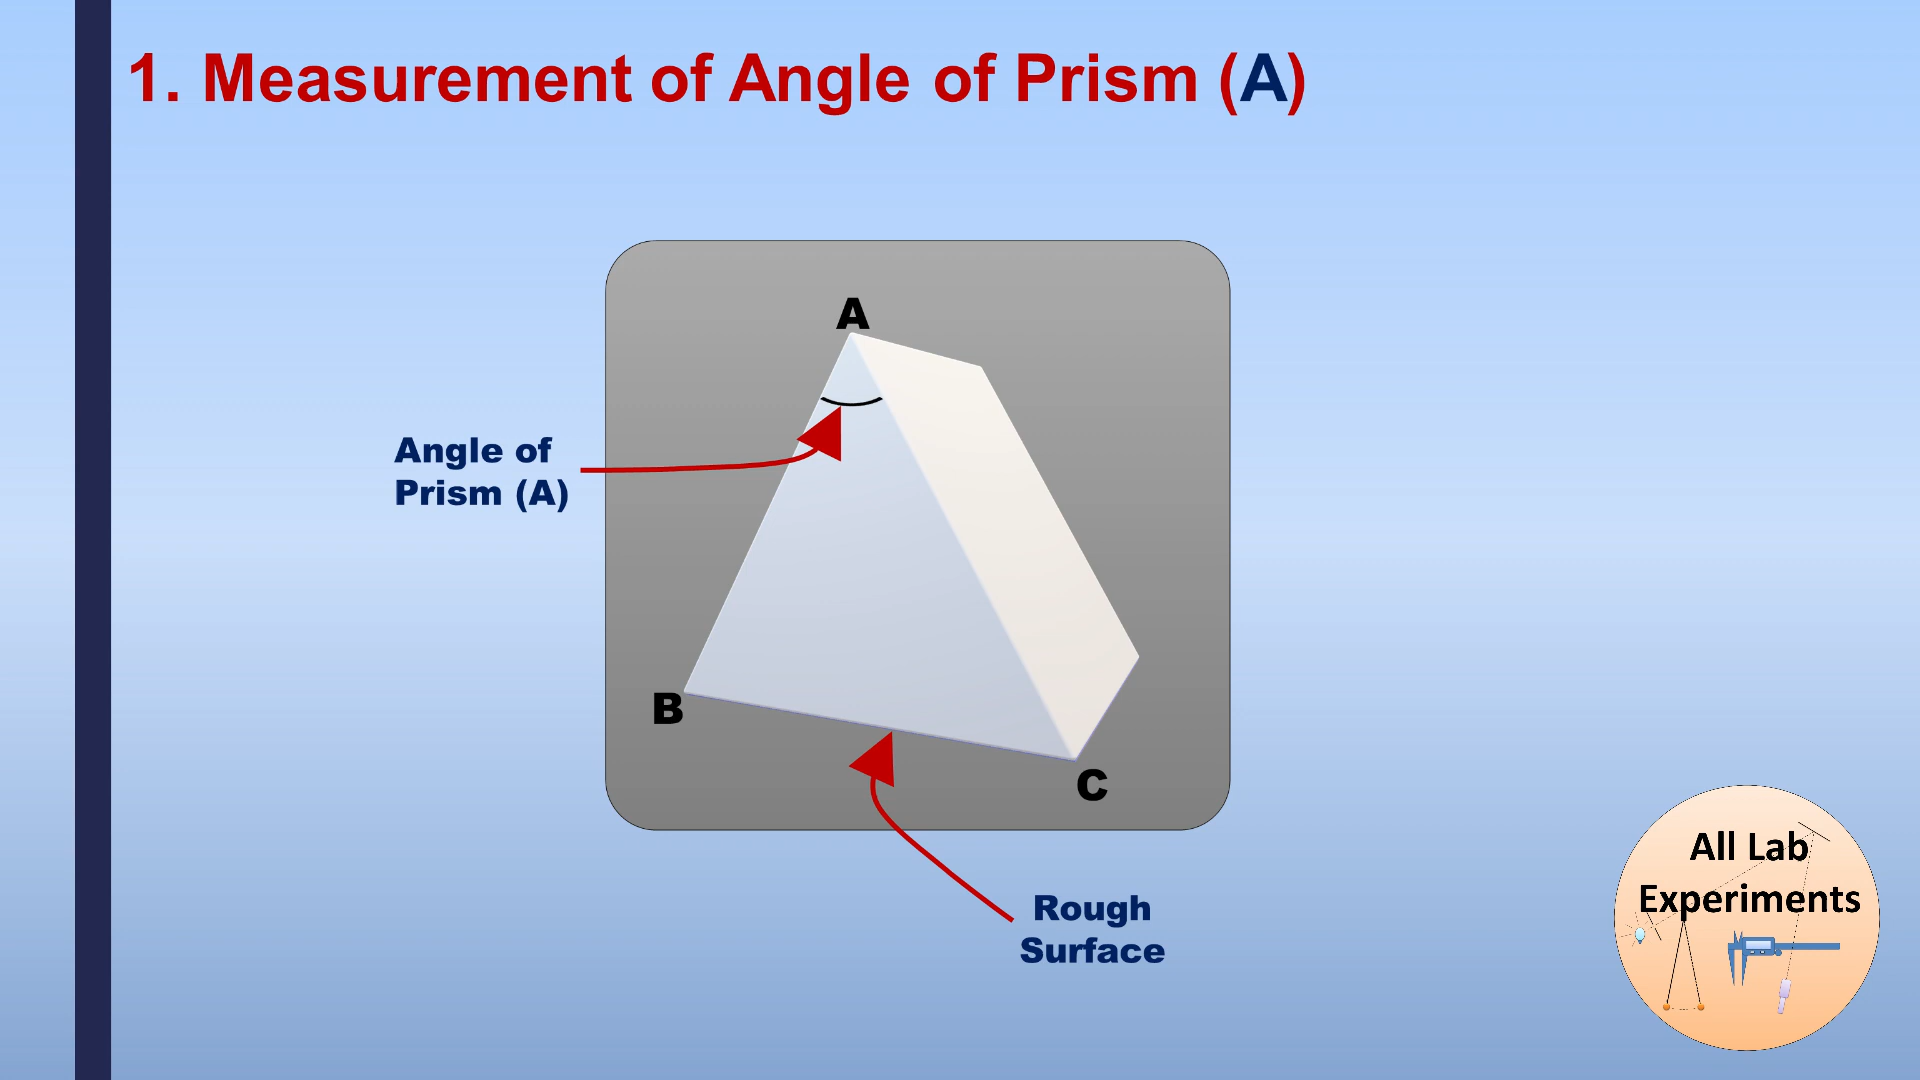 1. Measurement of Angle of Prism (A)
A
Angle of
Prism (A)
B
C
Rough
Surface
All Lab
Experiments